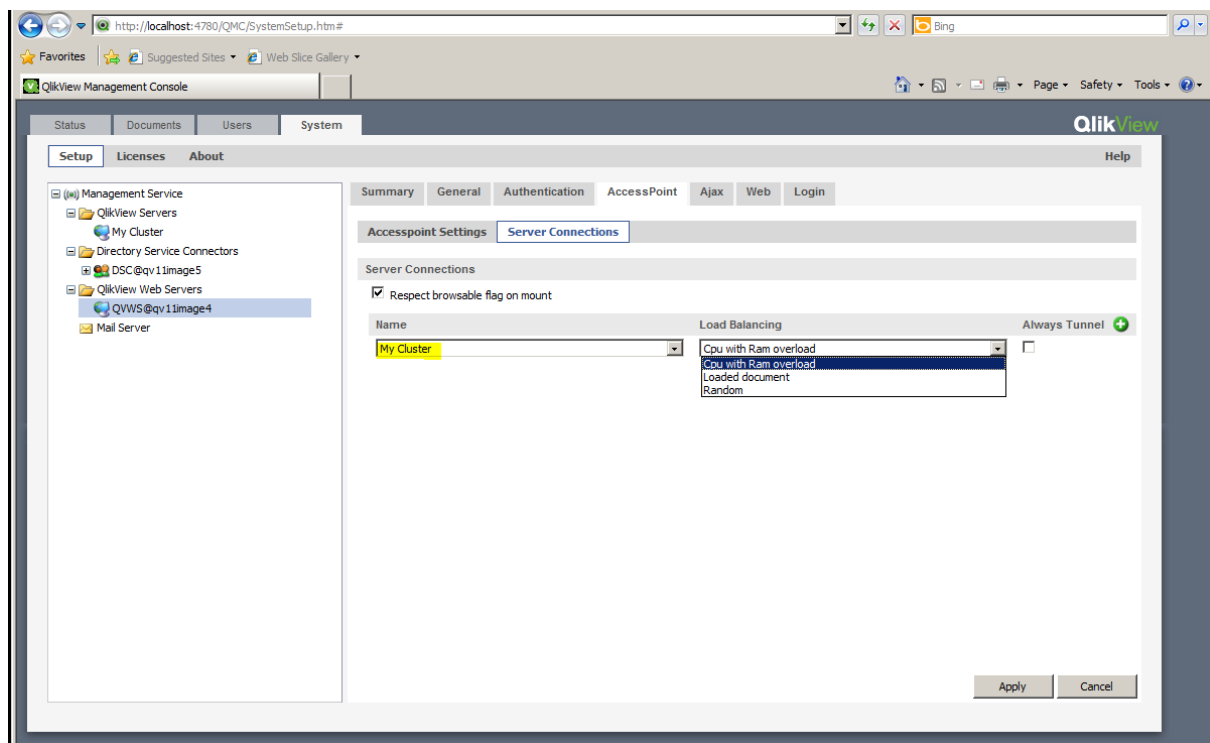 http://localhost:4780/QMC/SystemSetup.htm#
Bing
Favorites Suggested Sites Web Slice Gallery
QlikView Management Console
Page Safety Tools
Status Documents Users System
QlikView
Setup Licenses About Help
Management Service
QlikView Servers
My Cluster
Directory Service Connectors
DSC@qv11image5
QlikView Web Servers
QVWS@qv11image4
Mail Server
Summary General Authentication AccessPoint Ajax Web Login
Accesspoint Settings Server Connections
Server Connections
Respect browsable flag on mount
Name Load Balancing Always Tunnel
My Cluster Cpu with Ram overload
Cpu with Ram overload
Loaded document
Random
Apply Cancel